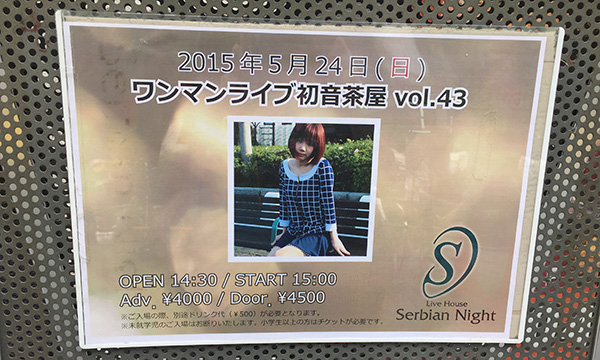 2015年5月24日(日)
ワンマンライブ初音茶屋 vol.43
OPEN 14:30 / START 15:00
Adv. ¥4000 / Door. ¥4500
※ご入場の際、別途ドリンク代(¥500)が必要となります。
※未就学児のご入場はお断りいたします。小学生以上の方はチケットが必要です。
S
Live House
Serbian Night